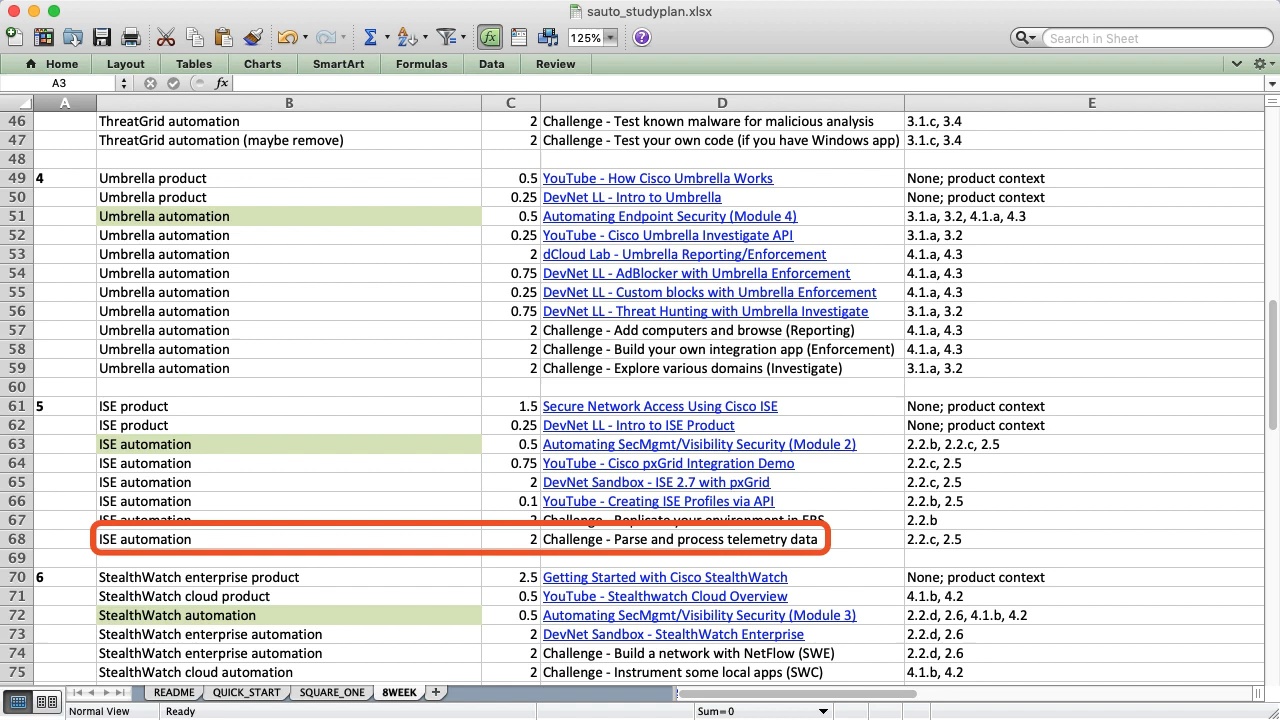 sauto_studyplan.xlsx
125%
Search in Sheet
Home Layout Tables Charts SmartArt Formulas Data Review
A3 fx
A B C D E
46 ThreatGrid automation 2 Challenge - Test known malware for malicious analysis 3.1.c, 3.4
47 ThreatGrid automation (maybe remove) 2 Challenge - Test your own code (if you have Windows app) 3.1.c, 3.4
48
49 4 Umbrella product 0.5 YouTube - How Cisco Umbrella Works None; product context
50 Umbrella product 0.25 DevNet LL - Intro to Umbrella None; product context
51 Umbrella automation 0.5 Automating Endpoint Security (Module 4) 3.1.a, 3.2, 4.1.a, 4.3
52 Umbrella automation 0.25 YouTube - Cisco Umbrella Investigate API 3.1.a, 3.2
53 Umbrella automation 2 dCloud Lab - Umbrella Reporting/Enforcement 4.1.a, 4.3
54 Umbrella automation 0.75 DevNet LL - AdBlocker with Umbrella Enforcement 4.1.a, 4.3
55 Umbrella automation 0.25 DevNet LL - Custom blocks with Umbrella Enforcement 4.1.a, 4.3
56 Umbrella automation 0.75 DevNet LL - Threat Hunting with Umbrella Investigate 3.1.a, 3.2
57 Umbrella automation 2 Challenge - Add computers and browse (Reporting) 4.1.a, 4.3
58 Umbrella automation 2 Challenge - Build your own integration app (Enforcement) 4.1.a, 4.3
59 Umbrella automation 2 Challenge - Explore various domains (Investigate) 3.1.a, 3.2
60
61 5 ISE product 1.5 Secure Network Access Using Cisco ISE None; product context
62 ISE product 0.25 DevNet LL - Intro to ISE Product None; product context
63 ISE automation 0.5 Automating SecMgmt/Visibility Security (Module 2) 2.2.b, 2.2.c, 2.5
64 ISE automation 0.75 YouTube - Cisco pxGrid Integration Demo 2.2.c, 2.5
65 ISE automation 2 DevNet Sandbox - ISE 2.7 with pxGrid 2.2.c, 2.5
66 ISE automation 0.1 YouTube - Creating ISE Profiles via API 2.2.b, 2.5
67 ISE automation 2 Challenge - Replicate your environment in ERS 2.2.b
68 ISE automation 2 Challenge - Parse and process telemetry data 2.2.c, 2.5
69
70 6 StealthWatch enterprise product 2.5 Getting Started with Cisco StealthWatch None; product context
71 StealthWatch cloud product 0.5 YouTube - Stealthwatch Cloud Overview 4.1.b, 4.2
72 StealthWatch automation 0.5 Automating SecMgmt/Visibility Security (Module 3) 2.2.d, 2.6, 4.1.b, 4.2
73 StealthWatch enterprise automation 2 DevNet Sandbox - StealthWatch Enterprise 2.2.d, 2.6
74 StealthWatch enterprise automation 2 Challenge - Build a network with NetFlow (SWE) 2.2.d, 2.6
75 StealthWatch cloud automation 2 Challenge - Instrument some local apps (SWC) 4.1.b, 4.2
README QUICK_START SQUARE_ONE 8WEEK +
Normal View Ready Sum=0